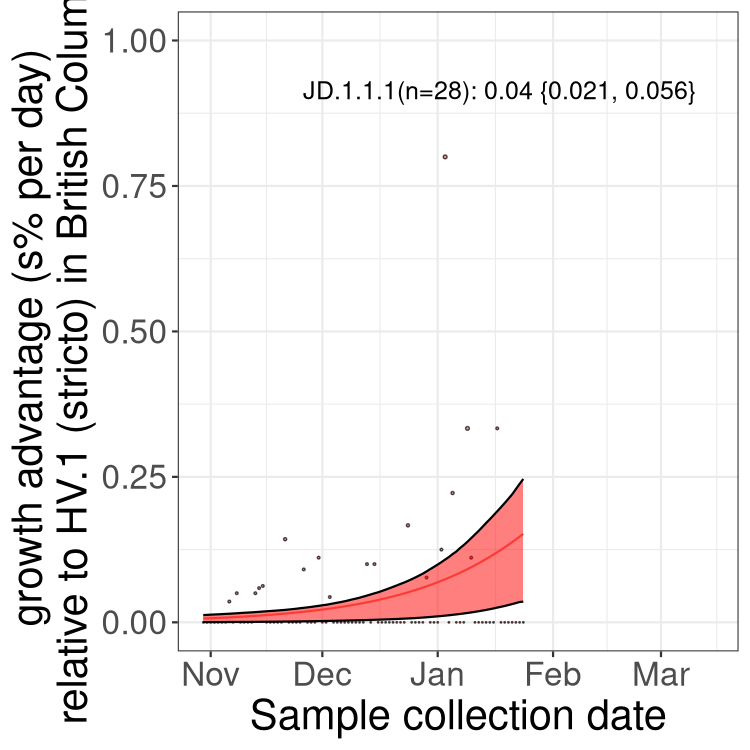 growth advantage (s% per day)
relative to HV.1 (stricto) in British Colum
1.00
0.75
0.50
0.25
0.00
JD.1.1.1(n=28): 0.04 {0.021, 0.056}
Nov Dec Jan Feb Mar
Sample collection date